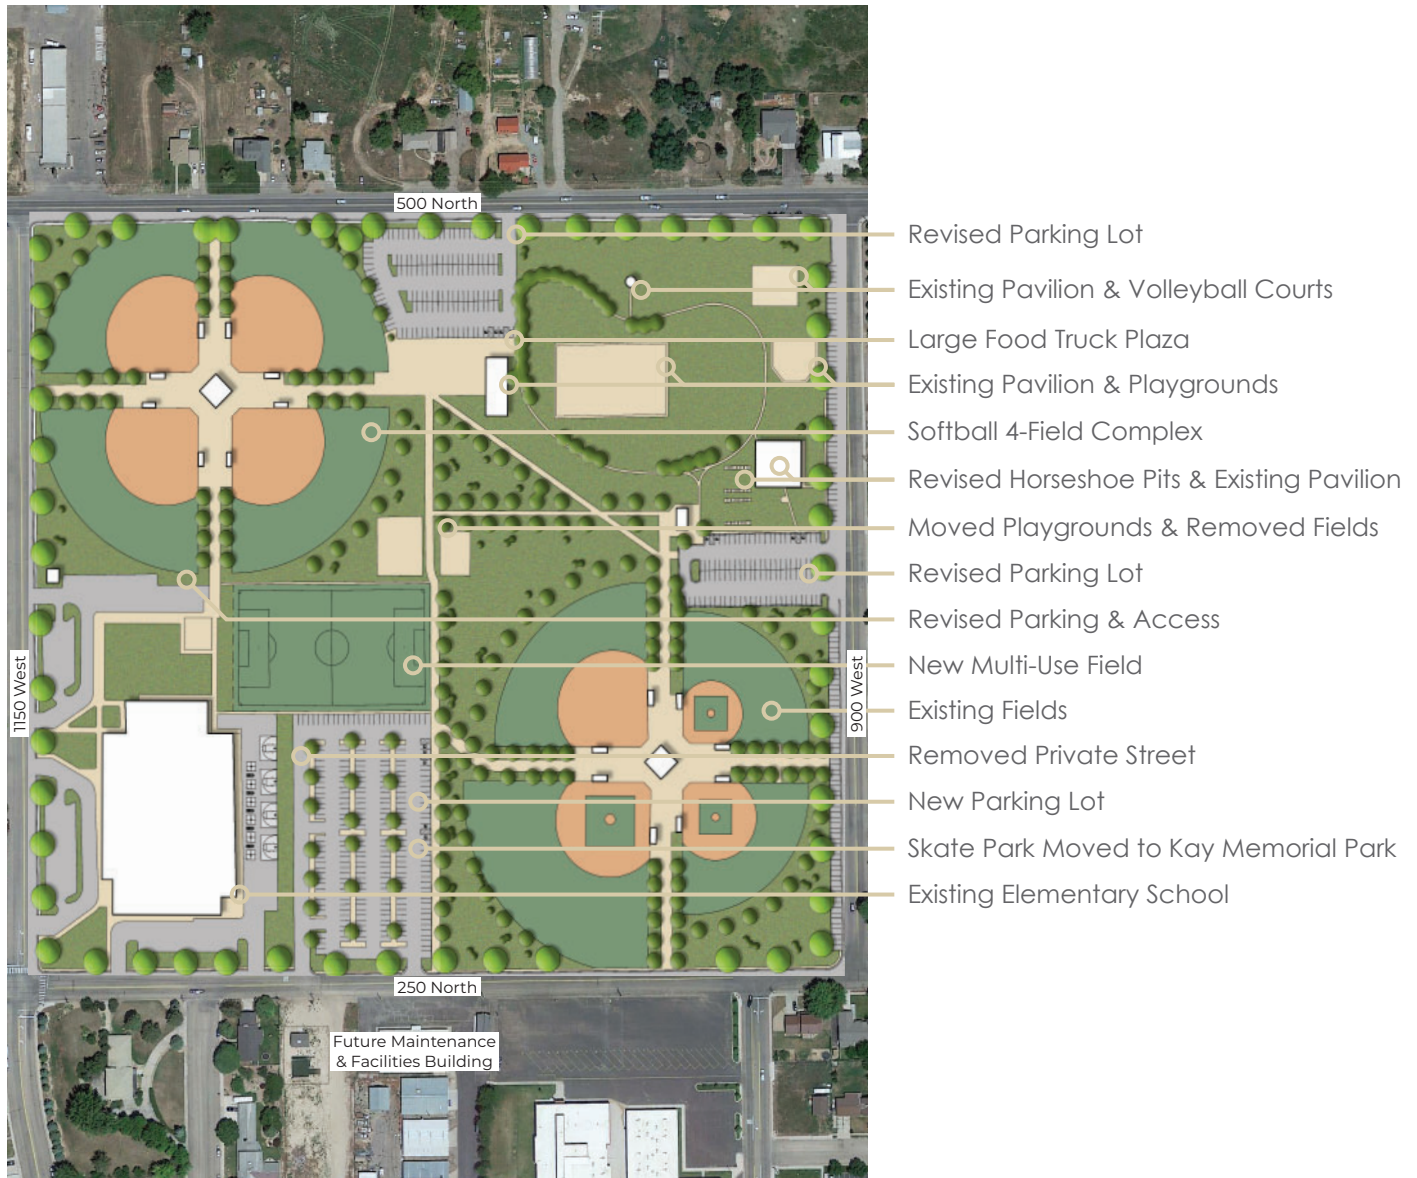 500 North
Revised Parking Lot
Existing Pavilion & Volleyball Courts
Large Food Truck Plaza
Existing Pavilion & Playgrounds
Softball 4-Field Complex
Revised Horseshoe Pits & Existing Pavilion
Moved Playgrounds & Removed Fields
Revised Parking Lot
Revised Parking & Access
New Multi-Use Field
1150 West
900 West
Existing Fields
Removed Private Street
New Parking Lot
Skate Park Moved to Kay Memorial Park
Existing Elementary School
250 North
Future Maintenance
& Facilities Building